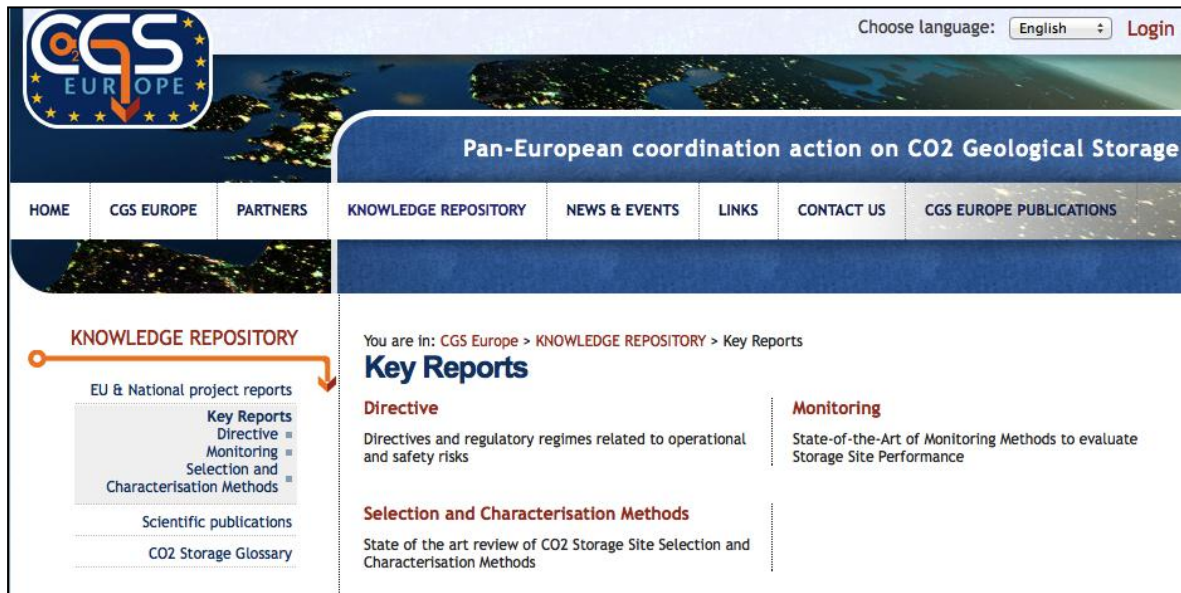 Choose language: English Login
CO2GS
EUROPE
Pan-European coordination action on CO2 Geological Storage
HOME CGS EUROPE PARTNERS KNOWLEDGE REPOSITORY NEWS & EVENTS LINKS CONTACT US CGS EUROPE PUBLICATIONS
KNOWLEDGE REPOSITORY
EU & National project reports
Key Reports
Directive
Monitoring
Selection and
Characterisation Methods
Scientific publications
CO2 Storage Glossary
You are in: CGS Europe > KNOWLEDGE REPOSITORY > Key Reports
Key Reports
Directive
Directives and regulatory regimes related to operational
and safety risks
Monitoring
State-of-the-Art of Monitoring Methods to evaluate
Storage Site Performance
Selection and Characterisation Methods
State of the art review of CO2 Storage Site Selection and
Characterisation Methods